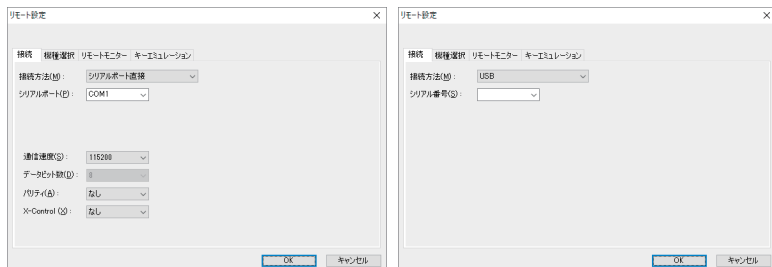 リモート設定
接続 機種選択 リモートモニター キーエミュレーション
接続方法(M): シリアルポート直接
シリアルポート(P): COM1
通信速度(S): 115200
データビット数(D): 8
パリティ(A): なし
X-Control (X): なし
OK キャンセル
リモート設定
接続 機種選択 リモートモニター キーエミュレーション
接続方法(M): USB
シリアル番号(S):
OK キャンセル